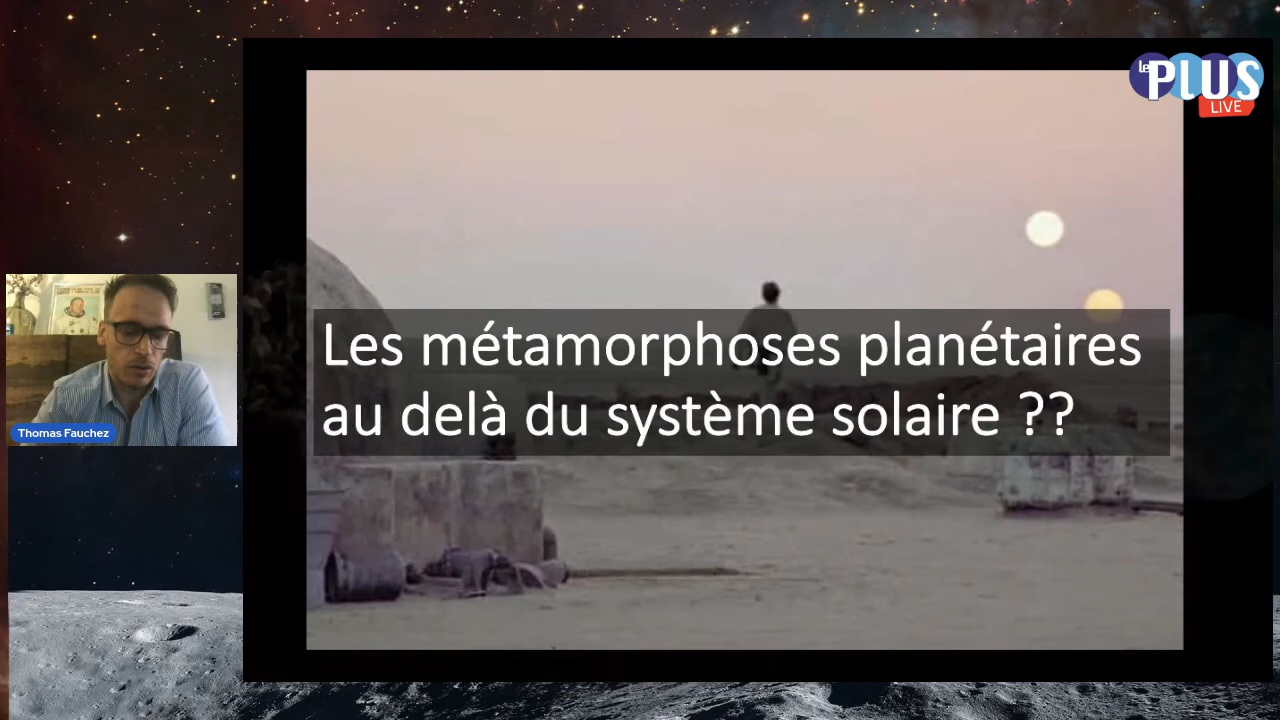 le PLUS
LIVE
Les métamorphoses planétaires
au delà du système solaire ??
Thomas Fauchez